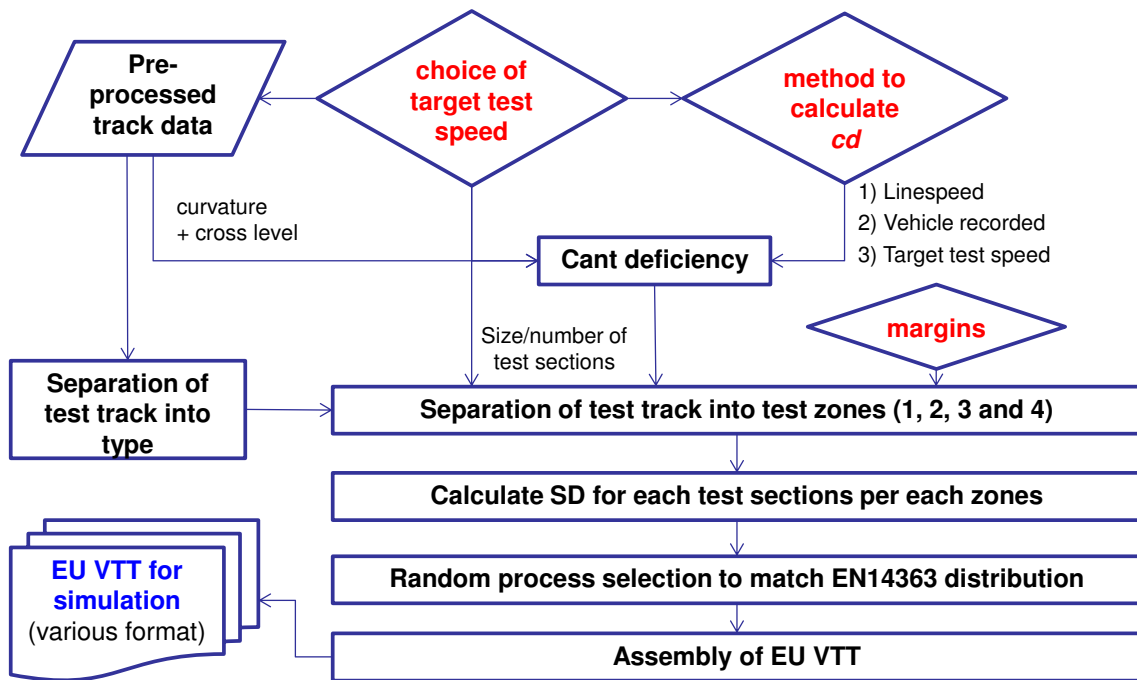 Pre-
processed
track data
choice of
target test
speed
method to
calculate
cd
curvature
+ cross level
1) Linespeed
2) Vehicle recorded
3) Target test speed
Cant deficiency
margins
Size/number of
test sections
Separation of
test track into
type
Separation of test track into test zones (1, 2, 3 and 4)
Calculate SD for each test sections per each zones
Random process selection to match EN14363 distribution
Assembly of EU VTT
EU VTT for
simulation
(various format)